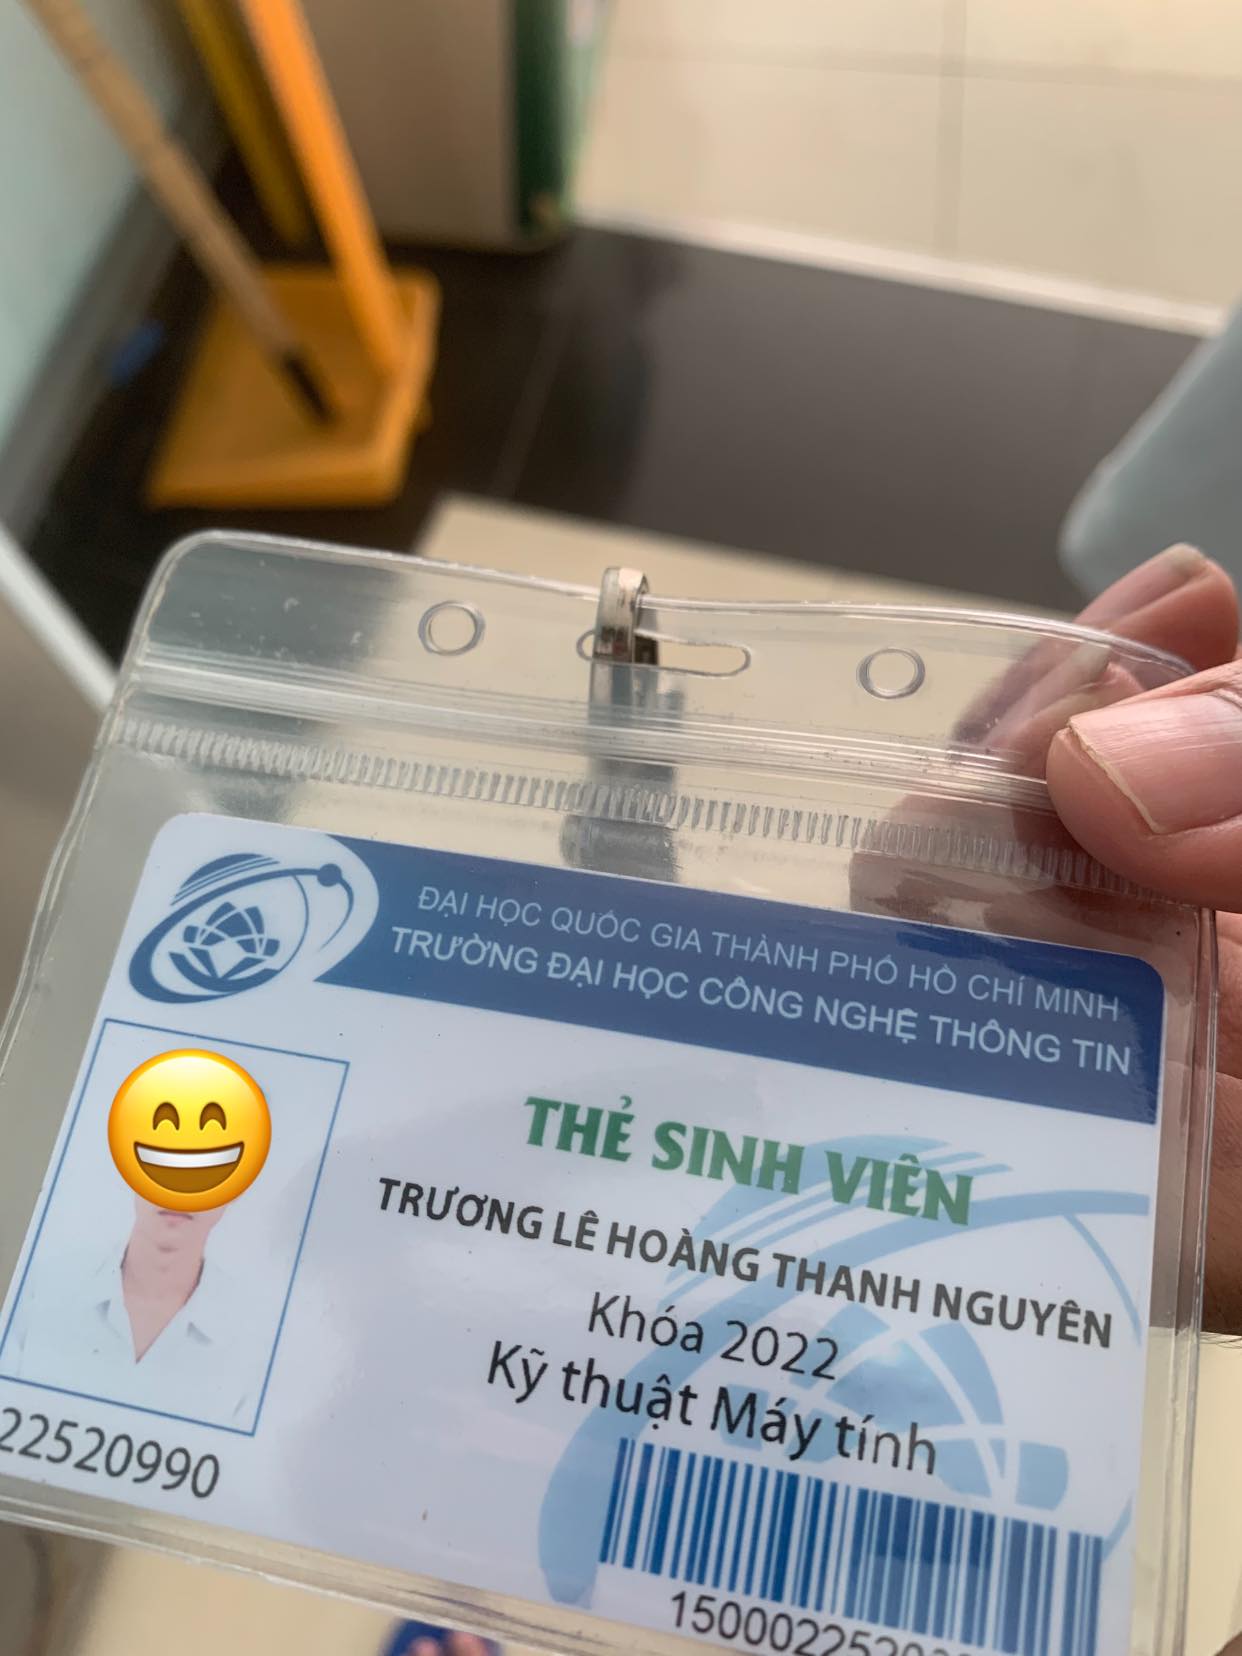 ĐẠI HỌC QUỐC GIA THÀNH PHỐ HỒ CHÍ MINH
TRƯỜNG ĐẠI HỌC CÔNG NGHỆ THÔNG TIN
THẺ SINH VIÊN
TRƯƠNG LÊ HOÀNG THANH NGUYÊN
Khóa 2022
Kỹ thuật Máy tính
22520990